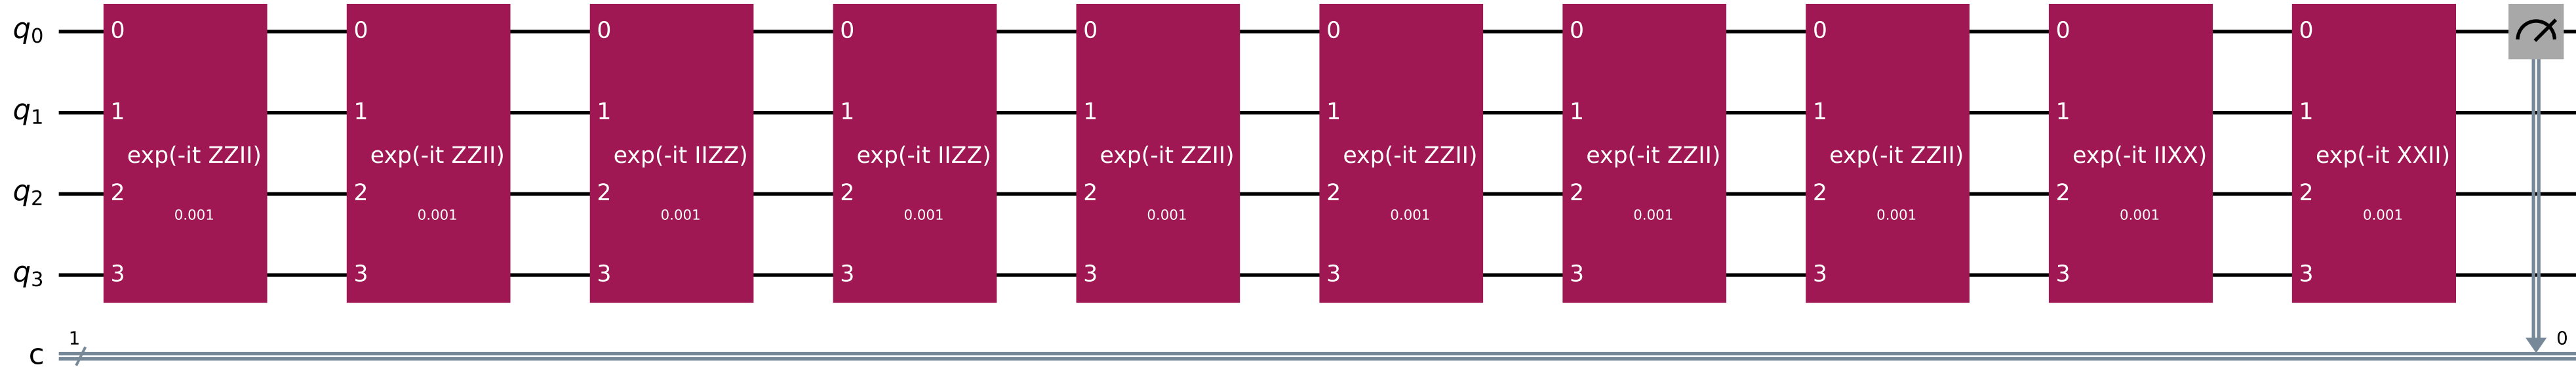 q0 0 0 0 0 0 0 0 0 0 0
q1 1 1 1 1 1 1 1 1 1 1
exp(-it ZZII) exp(-it ZZII) exp(-it IIZZ) exp(-it IIZZ) exp(-it ZZII) exp(-it ZZII) exp(-it ZZII) exp(-it ZZII) exp(-it IIXX) exp(-it XXII)
q2 2 2 2 2 2 2 2 2 2 2
0.001 0.001 0.001 0.001 0.001 0.001 0.001 0.001 0.001 0.001
q3 3 3 3 3 3 3 3 3 3 3
1 0
c